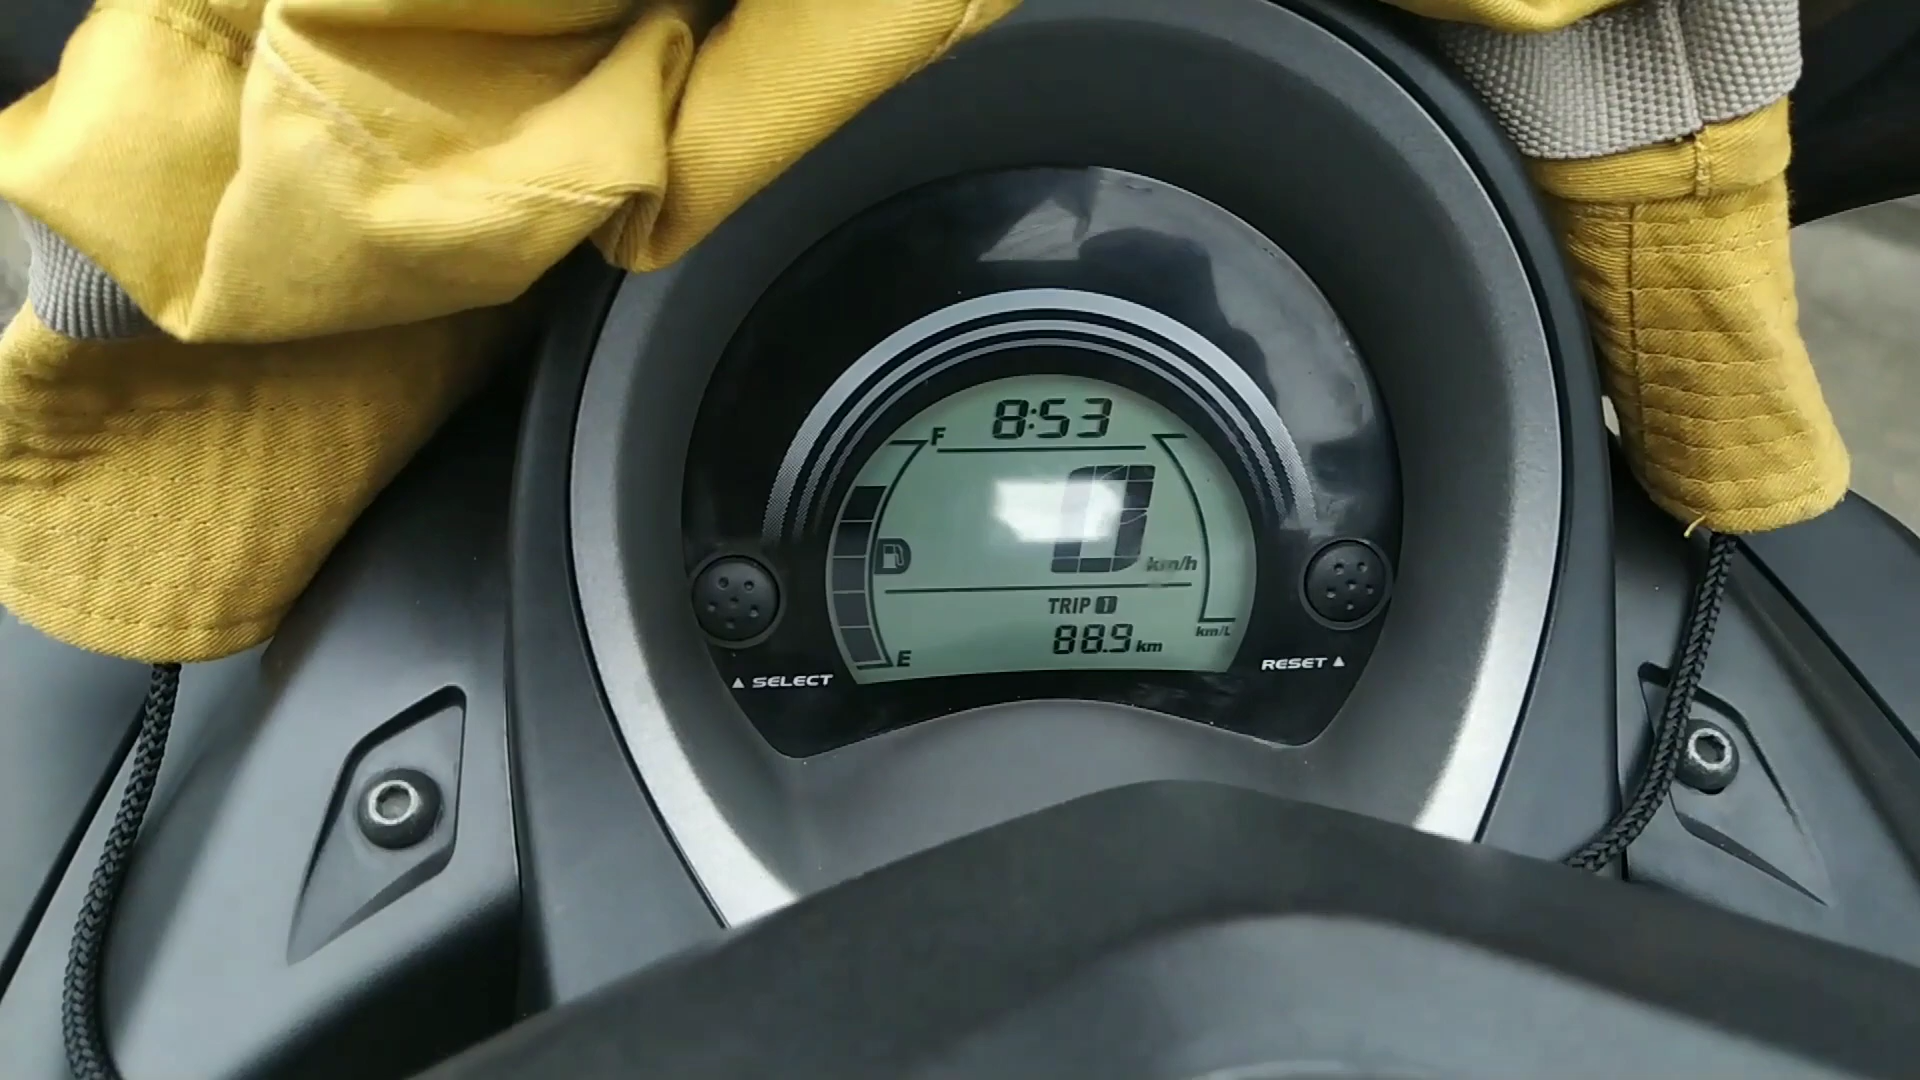 8:53
F
0 km/h
TRIP 1
km/L
88.9 km
E
▲ SELECT
RESET ▲